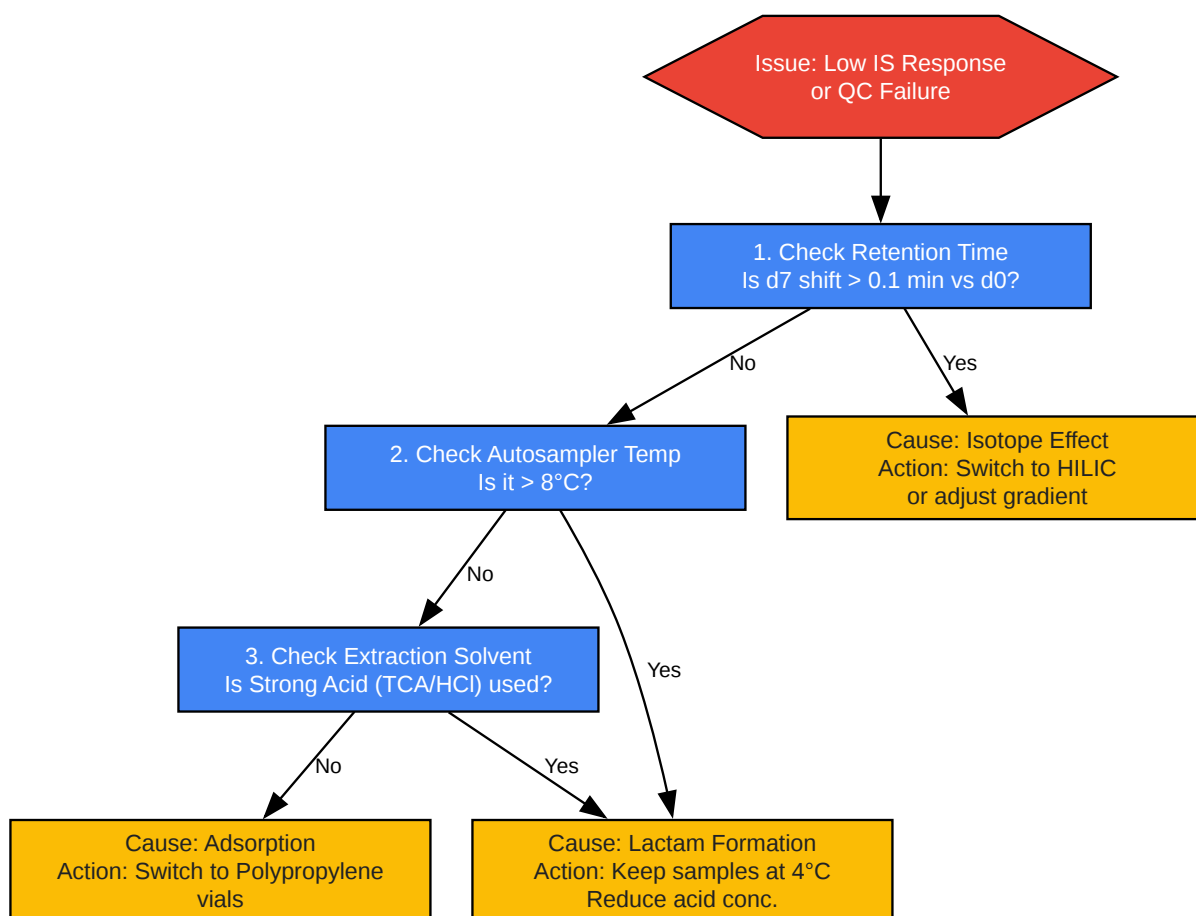 Issue: Low IS Response
or QC Failure
1. Check Retention Time
Is d7 shift > 0.1 min vs d0?
No
Yes
2. Check Autosampler Temp
Is it > 8°C?
Cause: Isotope Effect
Action: Switch to HILIC
or adjust gradient
No
Yes
3. Check Extraction Solvent
Is Strong Acid (TCA/HCl) used?
No
Yes
Cause: Adsorption
Action: Switch to Polypropylene
vials
Cause: Lactam Formation
Action: Keep samples at 4°C
Reduce acid conc.